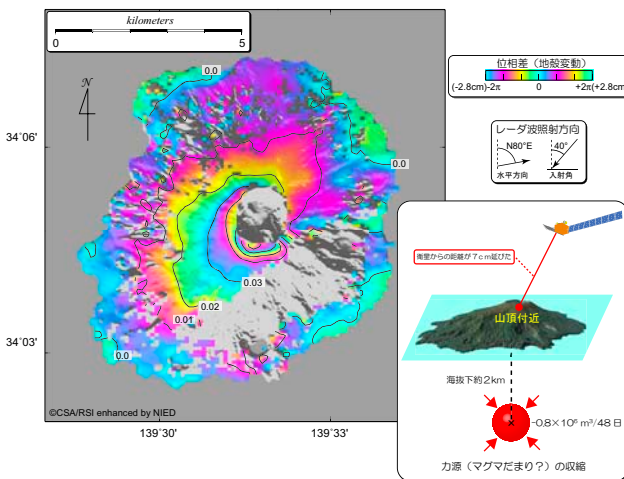 kilometers
0 5
N
34°06'
34°03'
139°30' 139°33'
0.0
0.0
0.03
0.02
0.01
0.0
©CSA/RSI enhanced by NIED
位相差（地殻変動）
(-2.8cm)-2π 0 +2π(+2.8cm)
レーダ波照射方向
N80°E 40°
水平方向 入射角
衛星からの距離が７ｃｍ延びた
山頂付近
海抜下約2km
-0.8×10⁶ m³/48日
力源（マグマだまり？）の収縮